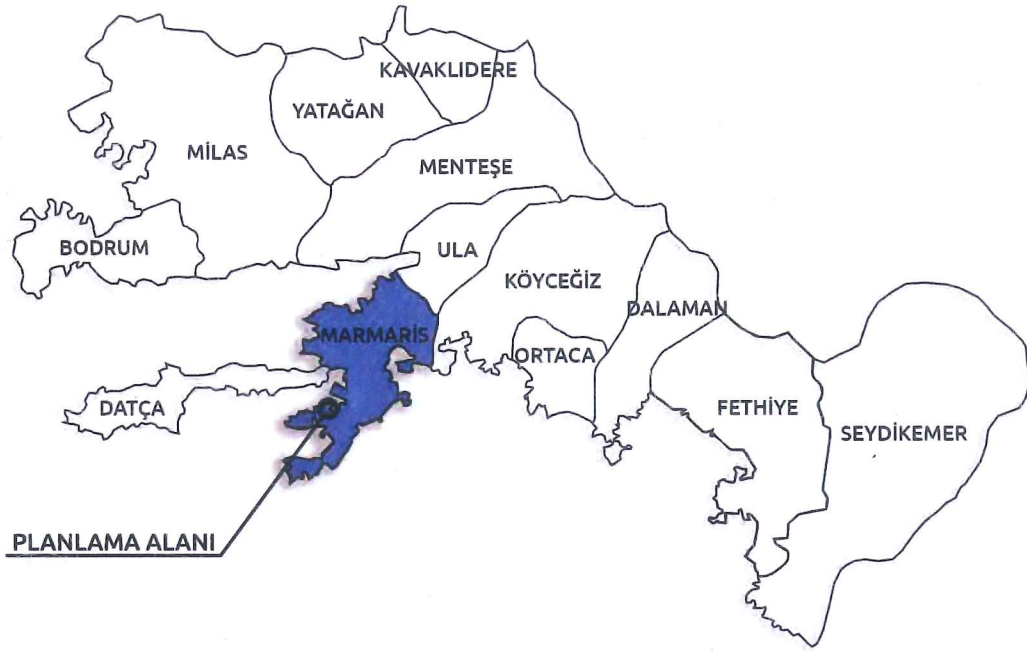 KAVAKLIDERE
YATAĞAN
MİLAS
MENTEŞE
BODRUM
ULA
KÖYCEĞİZ
DALAMAN
MARMARİS
ORTACA
DATÇA
FETHİYE
SEYDİKEMER
PLANLAMA ALANI